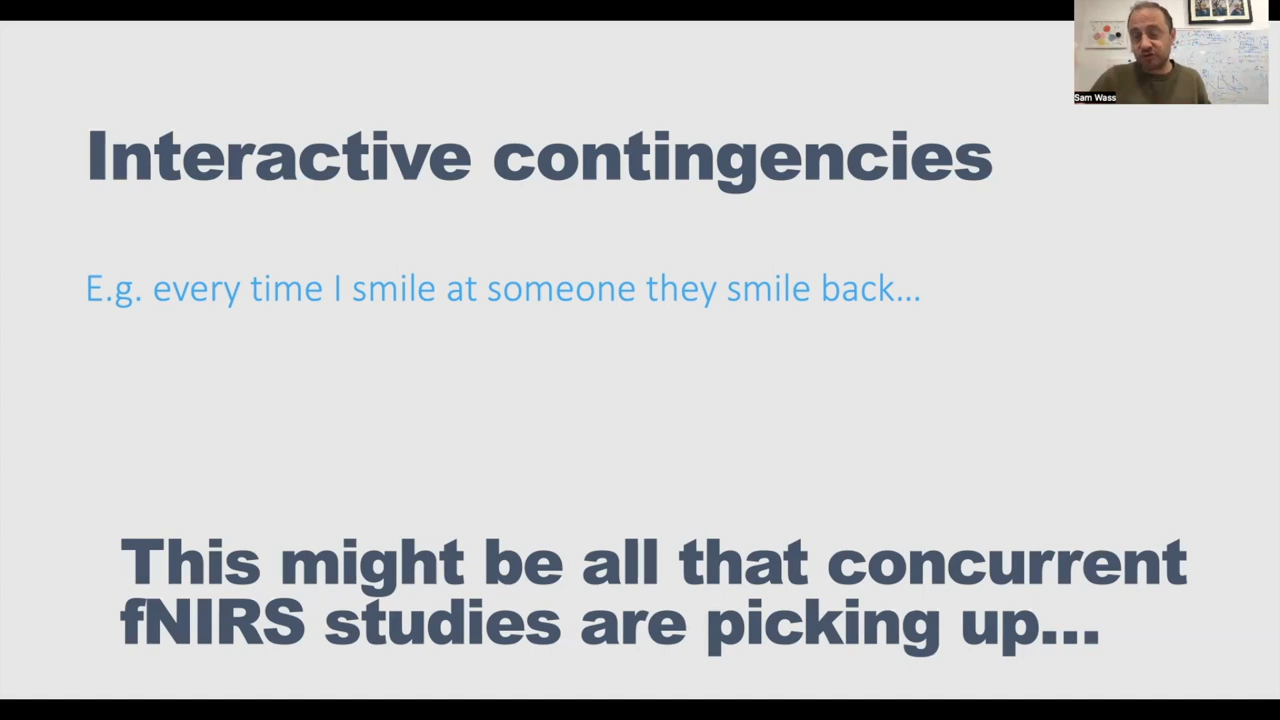 Sam Wass
Interactive contingencies
E.g. every time I smile at someone they smile back...
This might be all that concurrent
fNIRS studies are picking up...